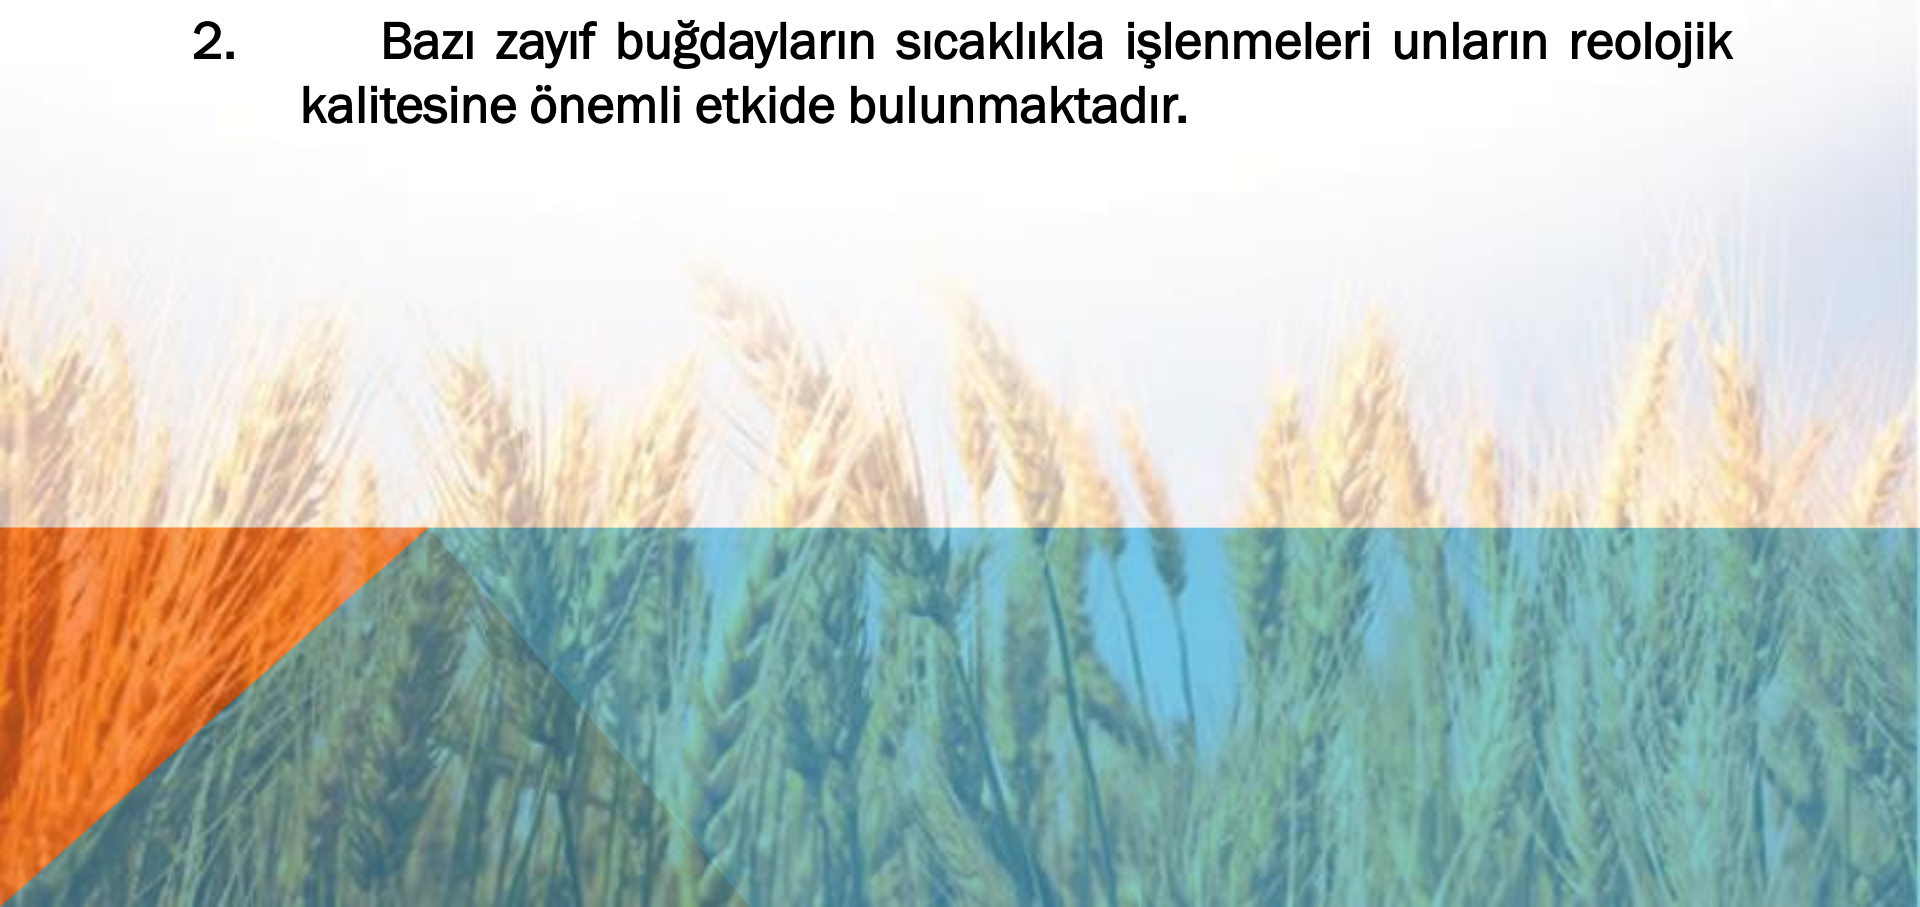 2. Bazı zayıf buğdayların sıcaklıkla işlenmeleri unların reolojik
kalitesine önemli etkide bulunmaktadır.